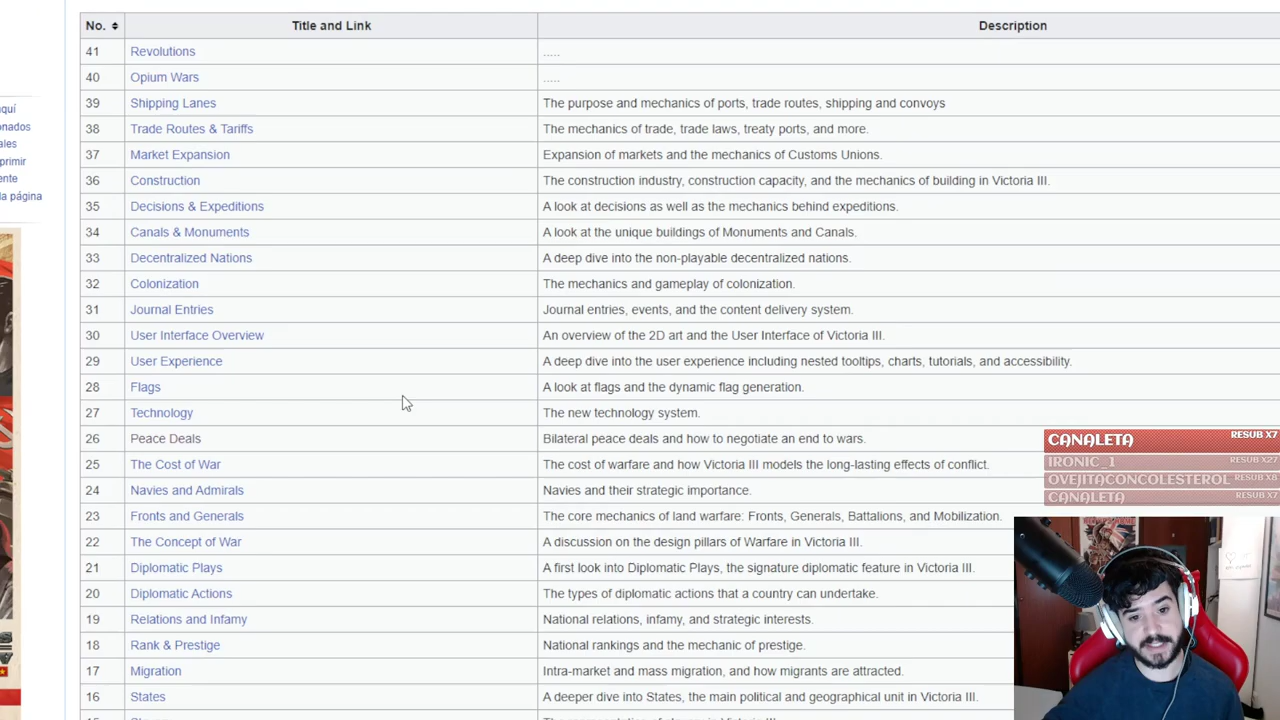 No. Title and Link Description
41 Revolutions .....
40 Opium Wars .....
39 Shipping Lanes The purpose and mechanics of ports, trade routes, shipping and convoys
38 Trade Routes & Tariffs The mechanics of trade, trade laws, treaty ports, and more.
37 Market Expansion Expansion of markets and the mechanics of Customs Unions.
36 Construction The construction industry, construction capacity, and the mechanics of building in Victoria III.
35 Decisions & Expeditions A look at decisions as well as the mechanics behind expeditions.
34 Canals & Monuments A look at the unique buildings of Monuments and Canals.
33 Decentralized Nations A deep dive into the non-playable decentralized nations.
32 Colonization The mechanics and gameplay of colonization.
31 Journal Entries Journal entries, events, and the content delivery system.
30 User Interface Overview An overview of the 2D art and the User Interface of Victoria III.
29 User Experience A deep dive into the user experience including nested tooltips, charts, tutorials, and accessibility.
28 Flags A look at flags and the dynamic flag generation.
27 Technology The new technology system.
26 Peace Deals Bilateral peace deals and how to negotiate an end to wars.
25 The Cost of War The cost of warfare and how Victoria III models the long-lasting effects of conflict.
24 Navies and Admirals Navies and their strategic importance.
23 Fronts and Generals The core mechanics of land warfare: Fronts, Generals, Battalions, and Mobilization.
22 The Concept of War A discussion on the design pillars of Warfare in Victoria III.
21 Diplomatic Plays A first look into Diplomatic Plays, the signature diplomatic feature in Victoria III.
20 Diplomatic Actions The types of diplomatic actions that a country can undertake.
19 Relations and Infamy National relations, infamy, and strategic interests.
18 Rank & Prestige National rankings and the mechanic of prestige.
17 Migration Intra-market and mass migration, and how migrants are attracted.
16 States A deeper dive into States, the main political and geographical unit in Victoria III.
quí
onados
ales
primir
ente
la página
CANALETA RESUB X7
IRONIC_1 RESUB X27
OVEJITACONCOLESTEROL RESUB X8
CANALETA RESUB X7